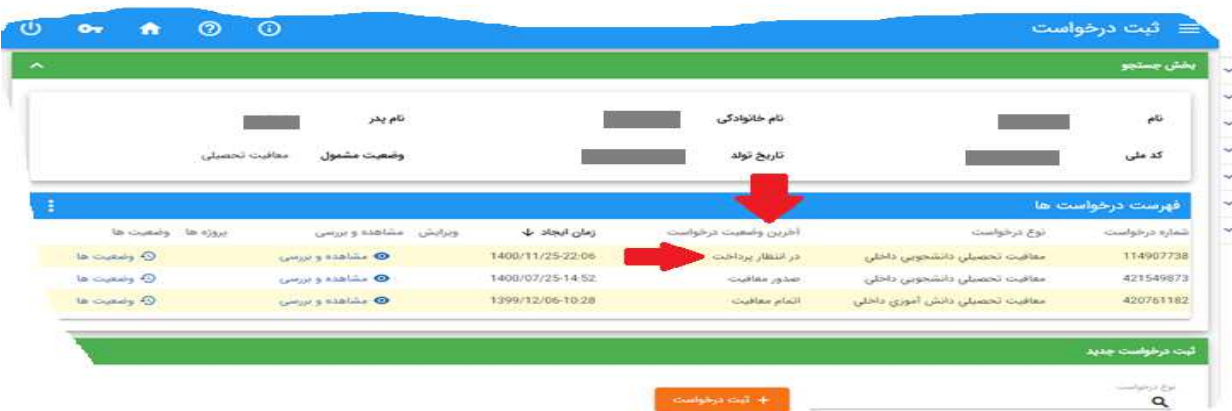 ثبت درخواست
بخش جستجو
نام نام خانوادگی نام پدر
کد ملی تاریخ تولد وضعیت مشمول معافیت تحصیلی
فهرست درخواست ها
شماره درخواست نوع درخواست آخرین وضعیت درخواست زمان ایجاد ویرایش مشاهده و بررسی پروژه ها وضعیت ها
114907738 معافیت تحصیلی دانشجویی داخلی در انتظار پرداخت 1400/11/25-22:06 مشاهده و بررسی وضعیت ها
421549873 معافیت تحصیلی دانشجویی داخلی صدور معافیت 1400/07/25-14:52 مشاهده و بررسی وضعیت ها
420761182 معافیت تحصیلی دانش آموزی داخلی اتمام معافیت 1399/12/06-10:28 مشاهده و بررسی وضعیت ها
ثبت درخواست جدید
نوع درخواست
+ ثبت درخواست